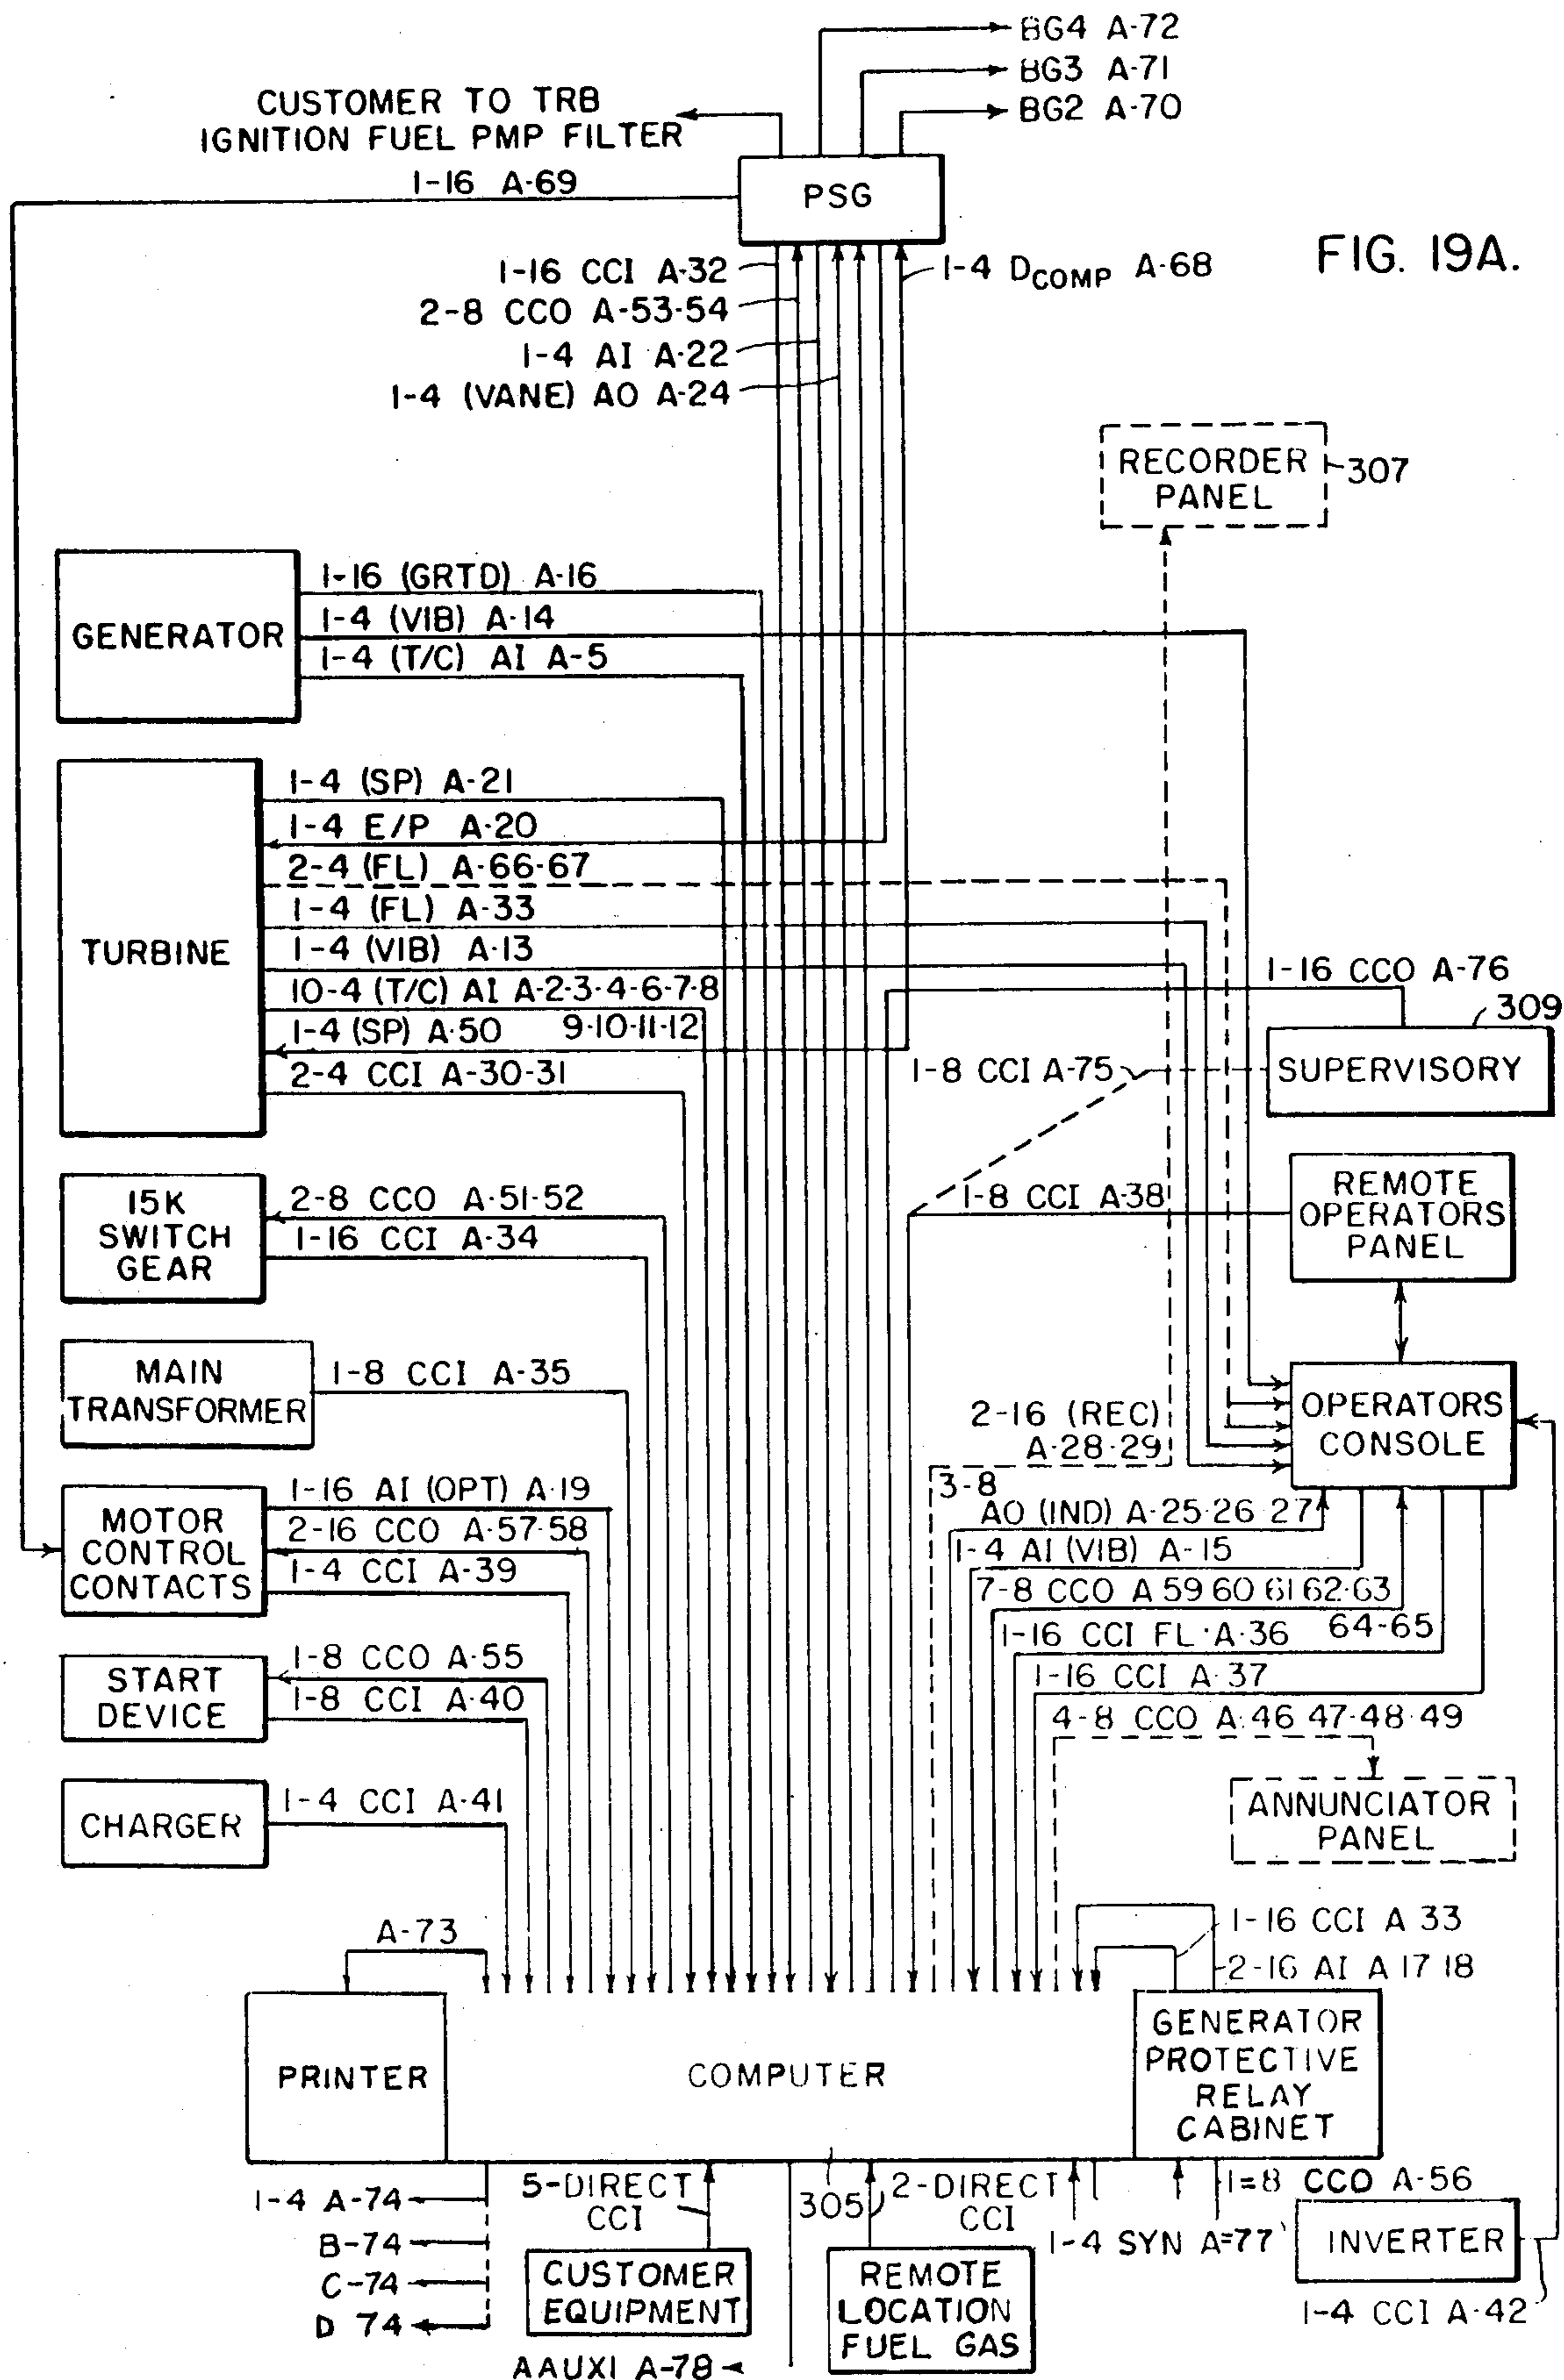 BG4 A-72
BG3 A-71
BG2 A-70
CUSTOMER TO TRB
IGNITION FUEL PMP FILTER
1-16 A-69
PSG
FIG. 19A.
1-16 CCI A-32
2-8 CCO A-53-54
1-4 AI A-22
1-4 (VANE) AO A-24
1-4 DCOMP A-68
RECORDER
PANEL
307
GENERATOR
1-16 (GRTD) A-16
1-4 (VIB) A-14
1-4 (T/C) AI A-5
TURBINE
1-4 (SP) A-21
1-4 E/P A-20
2-4 (FL) A-66-67
1-4 (FL) A-33
1-4 (VIB) A-13
10-4 (T/C) AI A-2-3-4-6-7-8
9-10-11-12
1-4 (SP) A-50
2-4 CCI A-30-31
1-16 CCO A-76
309
SUPERVISORY
1-8 CCI A-75
1-8 CCI A-38
REMOTE
OPERATORS
PANEL
15K
SWITCH
GEAR
2-8 CCO A-51-52
1-16 CCI A-34
MAIN
TRANSFORMER
1-8 CCI A-35
OPERATORS
CONSOLE
2-16 (REC)
A-28-29
3-8
AO (IND) A-25-26-27
1-4 AI (VIB) A-15
7-8 CCO A 59 60 61 62-63
64-65
1-16 CCI FL A-36
1-16 CCI A-37
4-8 CCO A-46 47-48-49
MOTOR
CONTROL
CONTACTS
1-16 AI (OPT) A-19
2-16 CCO A-57-58
1-4 CCI A-39
START
DEVICE
1-8 CCO A-55
1-8 CCI A-40
CHARGER
1-4 CCI A-41
ANNUNCIATOR
PANEL
A-73
1-16 CCI A 33
2-16 AI A 17 18
PRINTER
COMPUTER
GENERATOR
PROTECTIVE
RELAY
CABINET
305
1-4 A-74
B-74
C-74
D 74
5-DIRECT
CCI
CUSTOMER
EQUIPMENT
AAUX1 A-78
2-DIRECT
CCI
REMOTE
LOCATION
FUEL GAS
1-4 SYN A=77
1=8 CCO A-56
INVERTER
1-4 CCI A-42